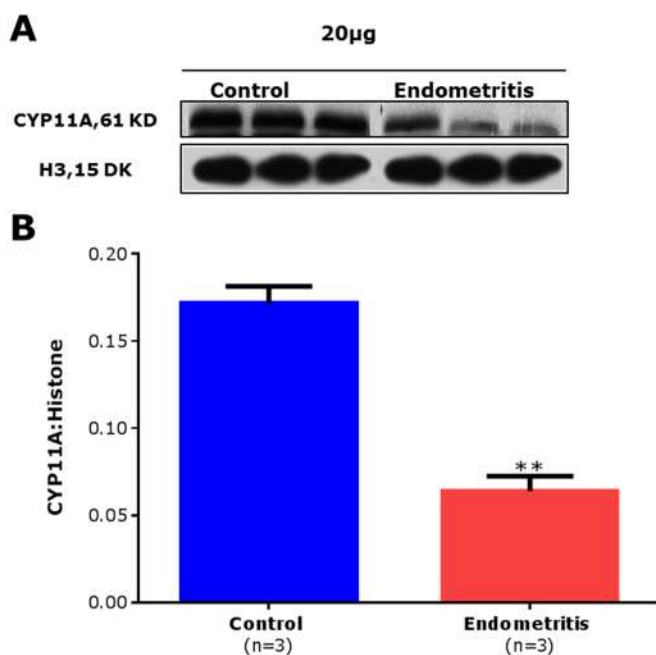 A
20μg
Control Endometritis
CYP11A,61 KD
H3,15 DK
B
0.20
0.15
0.10
0.05
0.00
CYP11A:Histone
**
Control Endometritis
(n=3) (n=3)